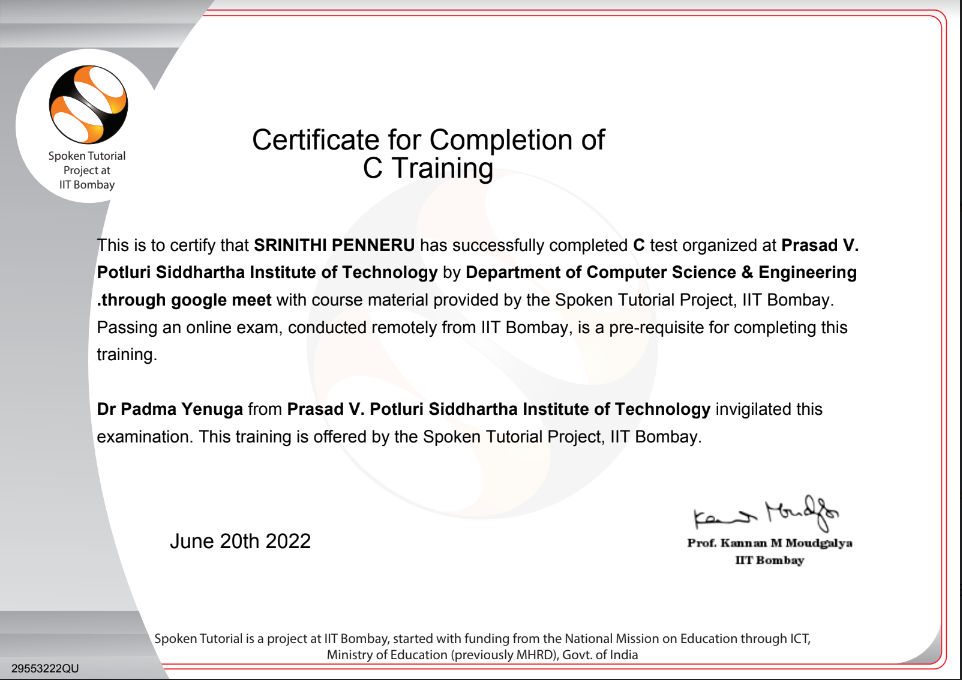 Spoken Tutorial
Project at
IIT Bombay
Certificate for Completion of
C Training
This is to certify that SRINITHI PENNERU has successfully completed C test organized at Prasad V.
Potluri Siddhartha Institute of Technology by Department of Computer Science & Engineering
.through google meet with course material provided by the Spoken Tutorial Project, IIT Bombay.
Passing an online exam, conducted remotely from IIT Bombay, is a pre-requisite for completing this
training.
Dr Padma Yenuga from Prasad V. Potluri Siddhartha Institute of Technology invigilated this
examination. This training is offered by the Spoken Tutorial Project, IIT Bombay.
June 20th 2022
Kannan Moudgalya
Prof. Kannan M Moudgalya
IIT Bombay
Spoken Tutorial is a project at IIT Bombay, started with funding from the National Mission on Education through ICT,
Ministry of Education (previously MHRD), Govt. of India
29553222QU